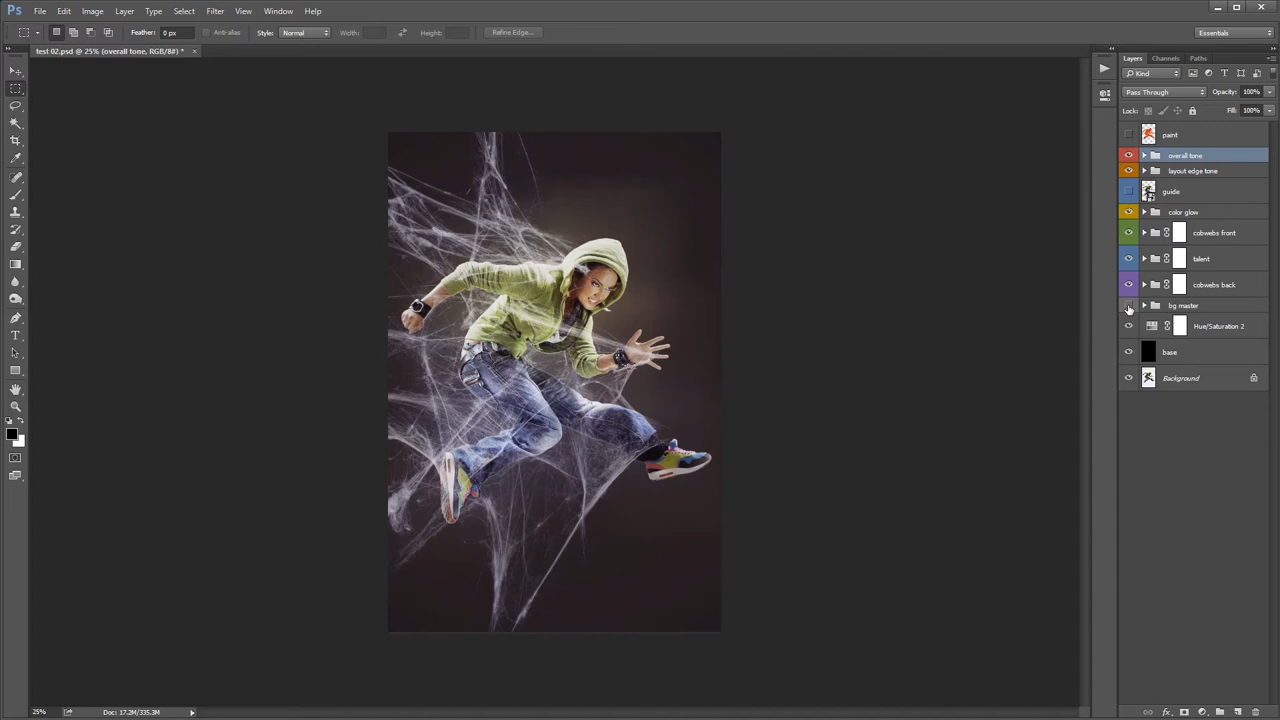 Ps File Edit Image Layer Type Select Filter View Window Help
Feather: 0 px Anti-alias Style: Normal Width: Height: Refine Edge... Essentials
test 02.psd @ 25% (overall tone, RGB/8#) * ×
Layers Channels Paths
Kind
Pass Through Opacity: 100%
Lock: Fill: 100%
paint
overall tone
layout edge tone
guide
color glow
cobwebs front
talent
cobwebs back
bg master
Hue/Saturation 2
base
Background
25% Doc: 17.2M/335.3M